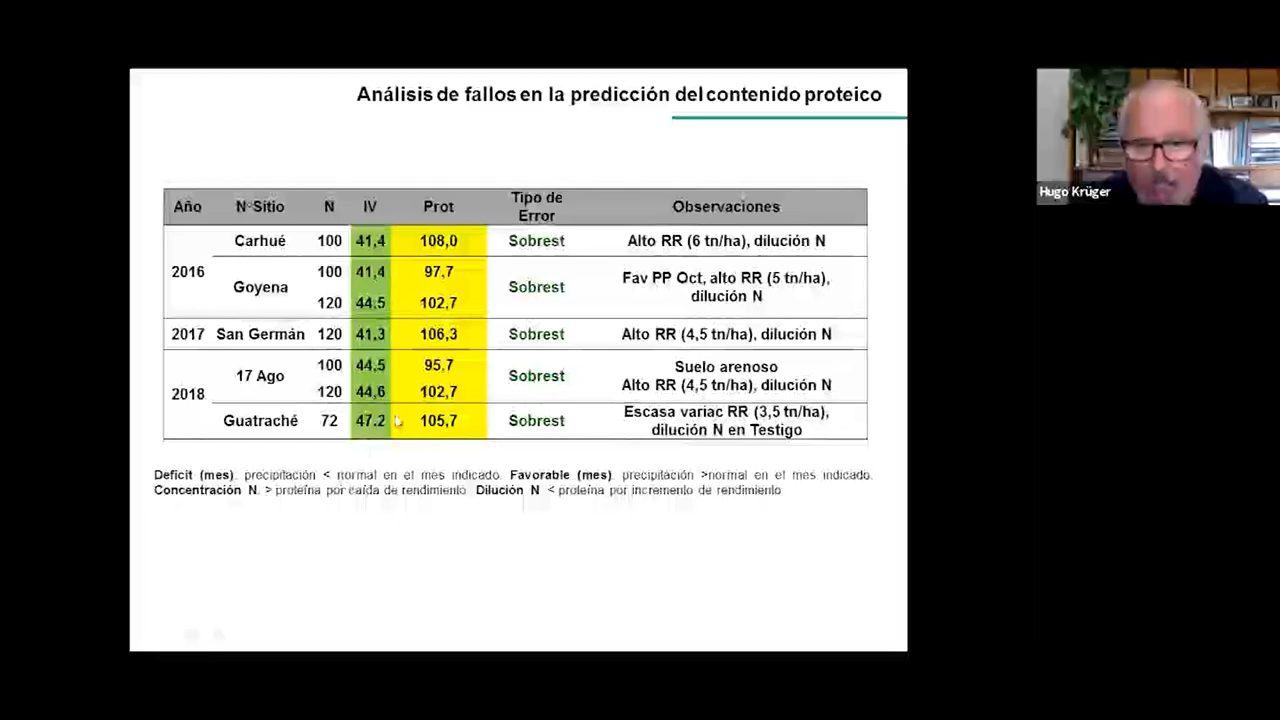 Análisis de fallos en la predicción del contenido proteico
Año N°Sitio N IV Prot Tipo de Error Observaciones
2016 Carhué 100 41,4 108,0 Sobrest Alto RR (6 tn/ha), dilución N
Goyena 100 41,4 97,7 Sobrest Fav PP Oct, alto RR (5 tn/ha),
120 44.5 102,7 dilución N
2017 San Germán 120 41,3 106,3 Sobrest Alto RR (4,5 tn/ha), dilución N
2018 17 Ago 100 44,5 95,7 Sobrest Suelo arenoso
120 44,6 102,7 Alto RR (4,5 tn/ha), dilución N
Guatraché 72 47.2 105,7 Sobrest Escasa variac RR (3,5 tn/ha),
dilución N en Testigo
Deficit (mes). precipitación < normal en el mes indicado. Favorable (mes). precipitación >normal en el mes indicado.
Concentración N. > proteína por caída de rendimiento Dilución N < proteína por incremento de rendimiento
Hugo Krüger